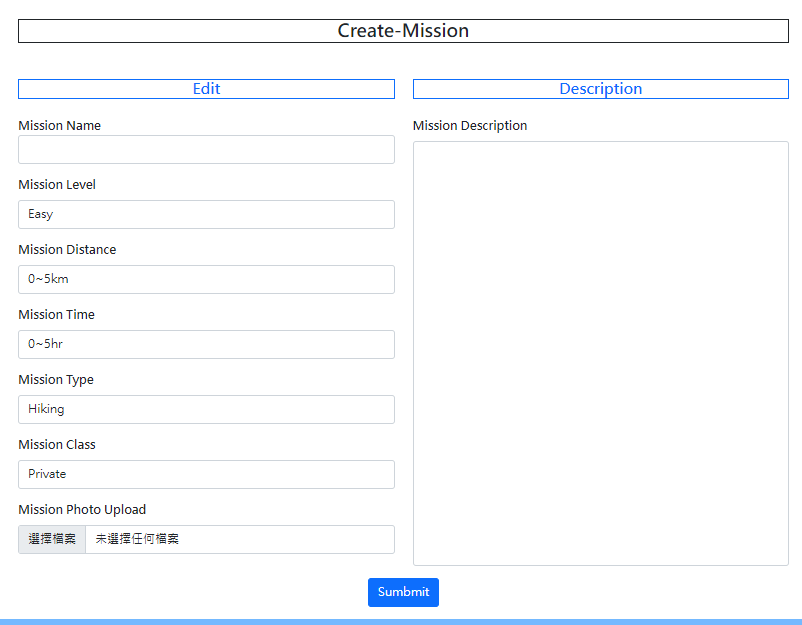 Create-Mission
Edit
Mission Name
Mission Level
Easy
Mission Distance
0~5km
Mission Time
0~5hr
Mission Type
Hiking
Mission Class
Private
Mission Photo Upload
選擇檔案 未選擇任何檔案
Description
Mission Description
Sumbmit